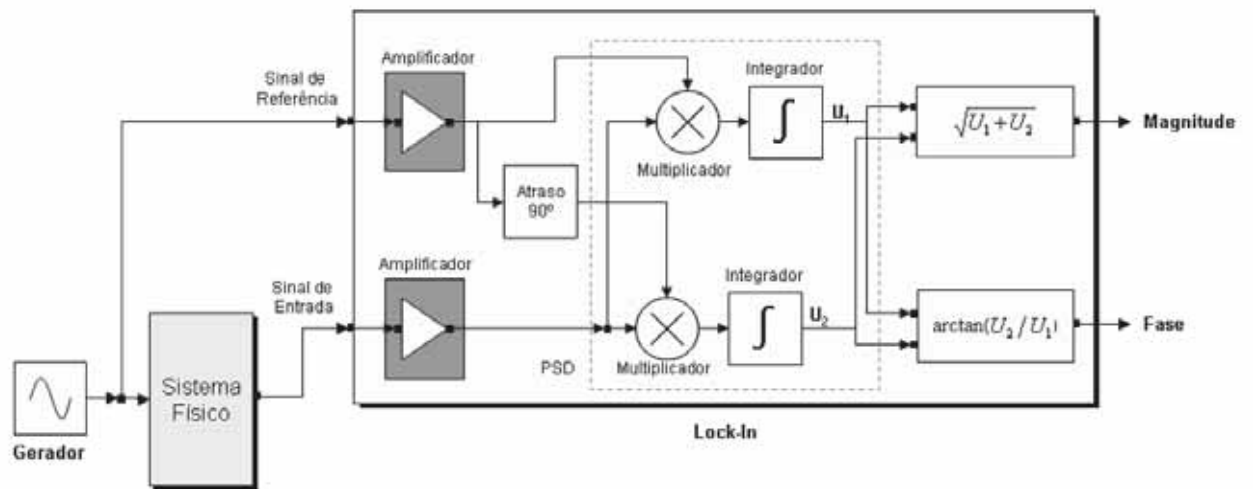 Amplificador
Sinal de
Referência
Integrador
∫
U₁
√U₁+U₂
Magnitude
Multiplicador
Atraso
90º
Amplificador
Sinal de
Entrada
Integrador
∫
U₂
arctan(U₂/U₁)
Fase
PSD
Multiplicador
Sistema
Físico
Gerador
Lock-In